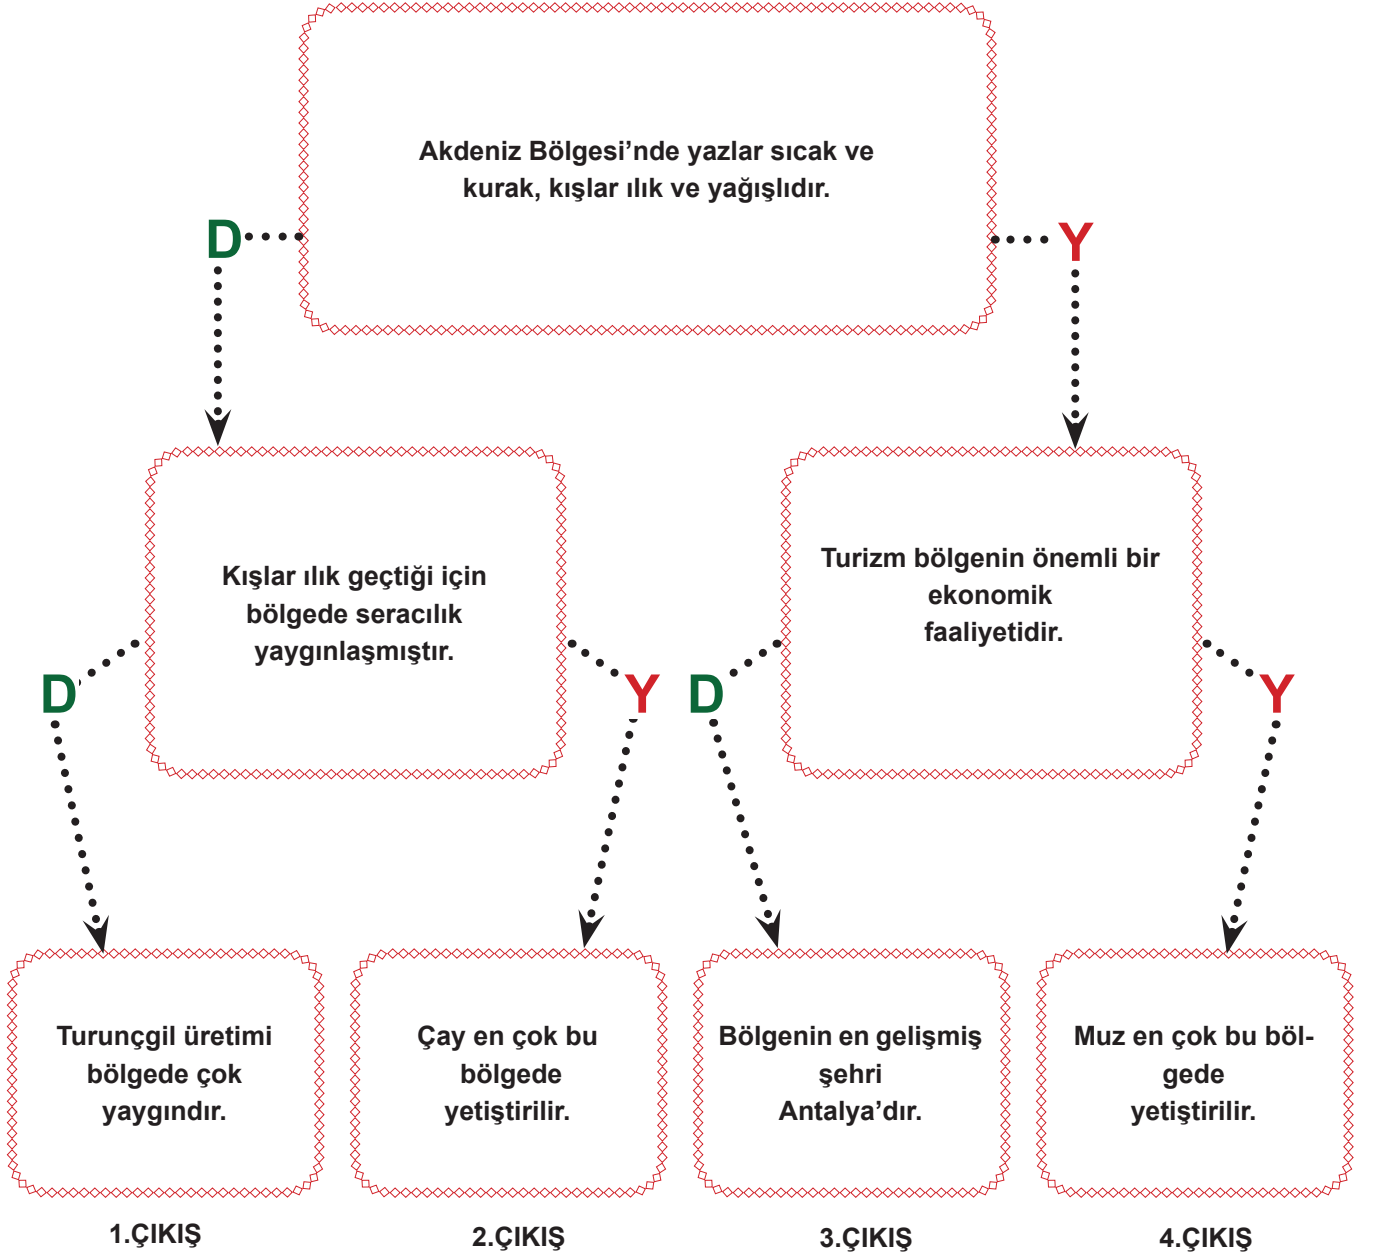 Akdeniz Bölgesi’nde yazlar sıcak ve
kurak, kışlar ılık ve yağışlıdır.
D
Y
Kışlar ılık geçtiği için
bölgede seracılık
yaygınlaşmıştır.
Turizm bölgenin önemli bir
ekonomik
faaliyetidir.
D
Y
D
Y
Turunçgil üretimi
bölgede çok
yaygındır.
Çay en çok bu
bölgede
yetiştirilir.
Bölgenin en gelişmiş
şehri
Antalya’dır.
Muz en çok bu böl-
gede
yetiştirilir.
1.ÇIKIŞ
2.ÇIKIŞ
3.ÇIKIŞ
4.ÇIKIŞ